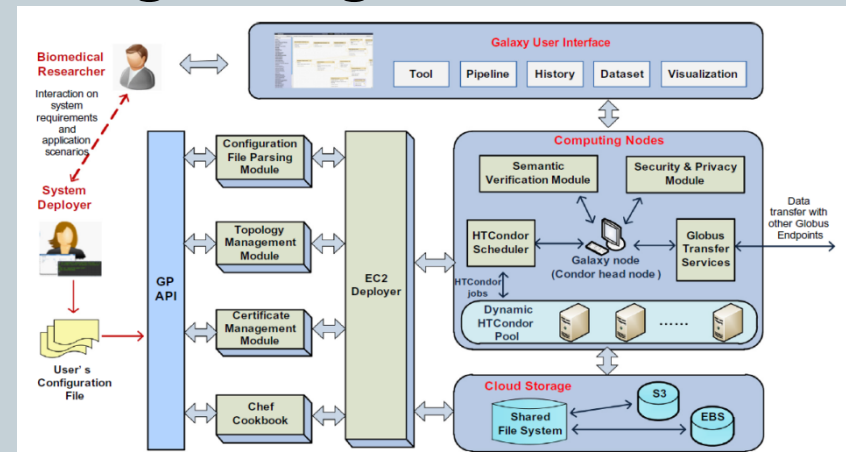 Biomedical
Researcher
Interaction on
system
requirements
and
application
scenarios
System
Deployer
User's
Configuration
File
GP
API
Configuration
File Parsing
Module
Topology
Management
Module
Certificate
Management
Module
Chef
Cookbook
EC2
Deployer
Galaxy User Interface
Tool
Pipeline
History
Dataset
Visualization
Computing Nodes
Semantic
Verification Module
Security & Privacy
Module
HTCondor
Scheduler
Galaxy node
(Condor head node )
Globus
Transfer
Services
Data
transfer with
other Globus
Endpoints
HTCondor
jobs
Dynamic
HTCondor
Pool
......
Cloud Storage
Shared
File System
S3
EBS